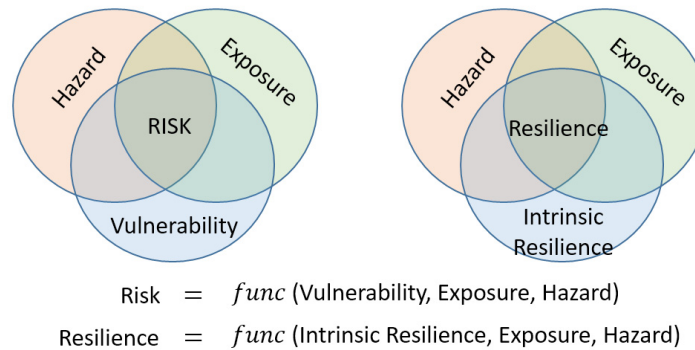 Hazard
Exposure
RISK
Vulnerability
Hazard
Exposure
Resilience
Intrinsic
Resilience
Risk = func (Vulnerability, Exposure, Hazard)
Resilience = func (Intrinsic Resilience, Exposure, Hazard)